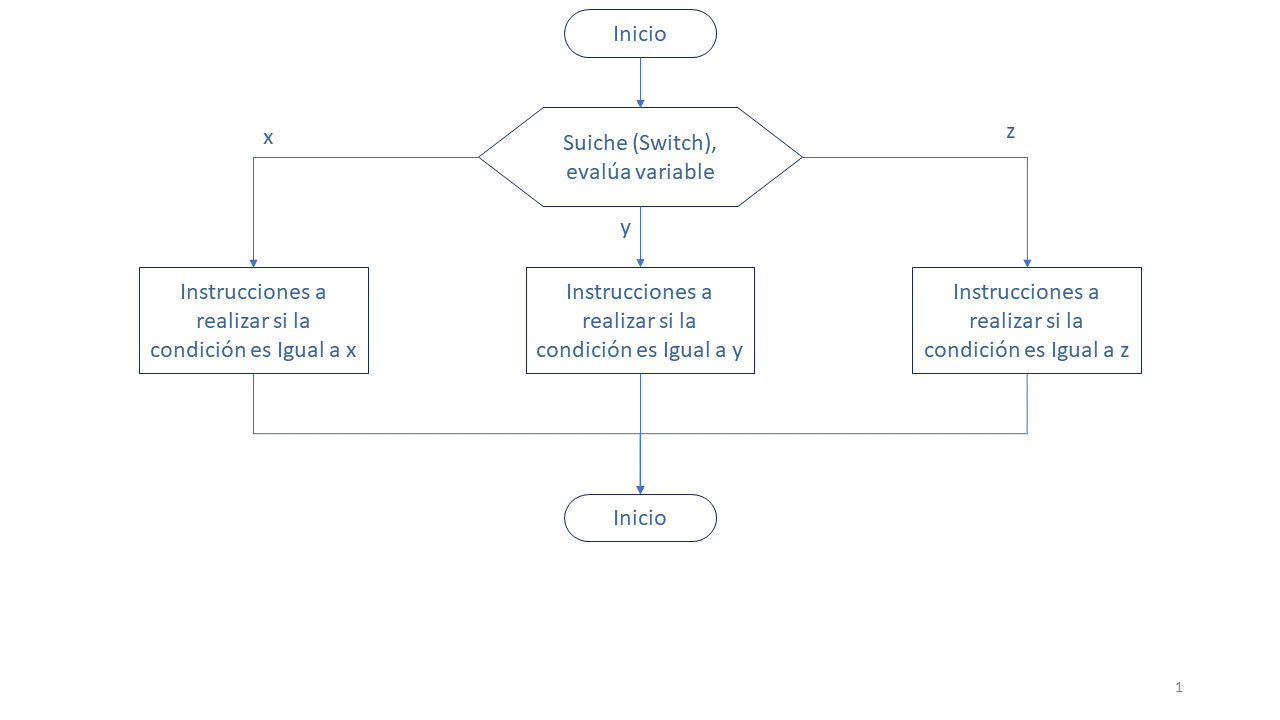 Inicio
Suiche (Switch),
evalúa variable
x
z
y
Instrucciones a
realizar si la
condición es Igual a x
Instrucciones a
realizar si la
condición es Igual a y
Instrucciones a
realizar si la
condición es Igual a z
Inicio
1